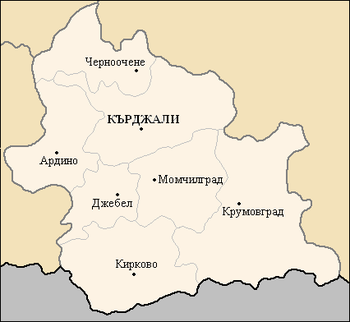 Черноочене
КЪРДЖАЛИ
Ардино
Момчилград
Джебел
Крумовград
Кирково